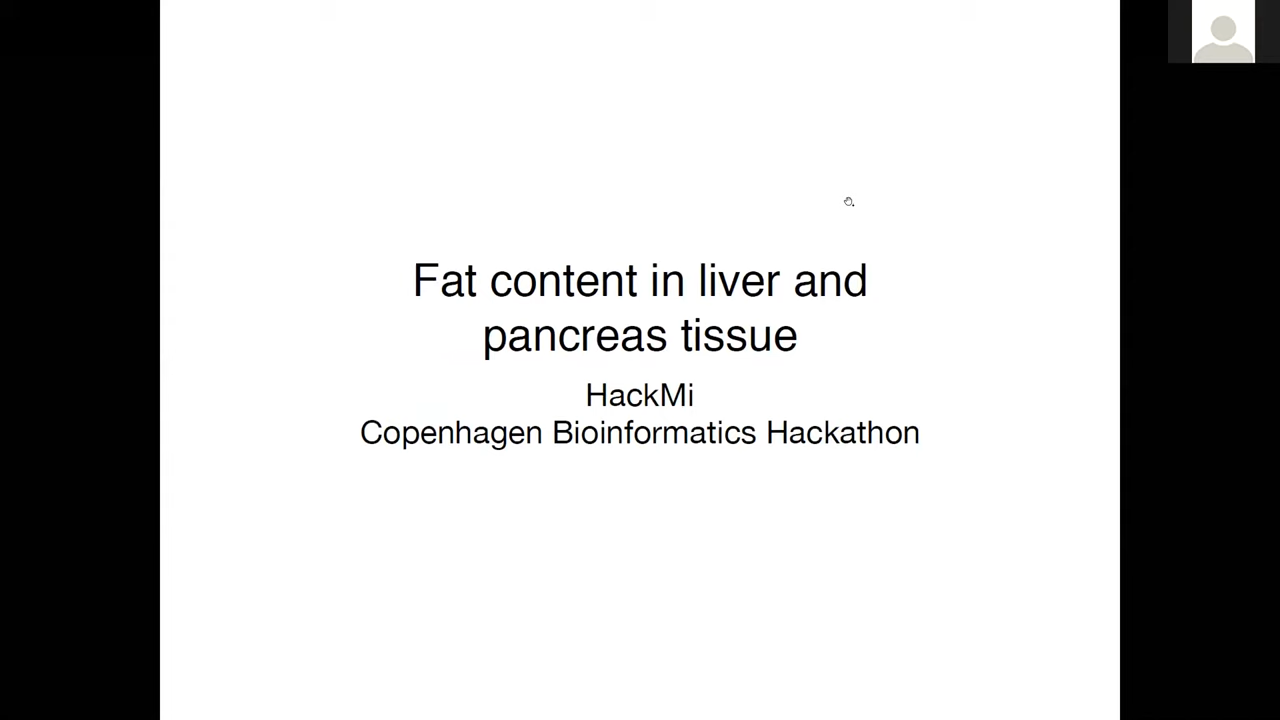 Fat content in liver and
pancreas tissue
HackMi
Copenhagen Bioinformatics Hackathon